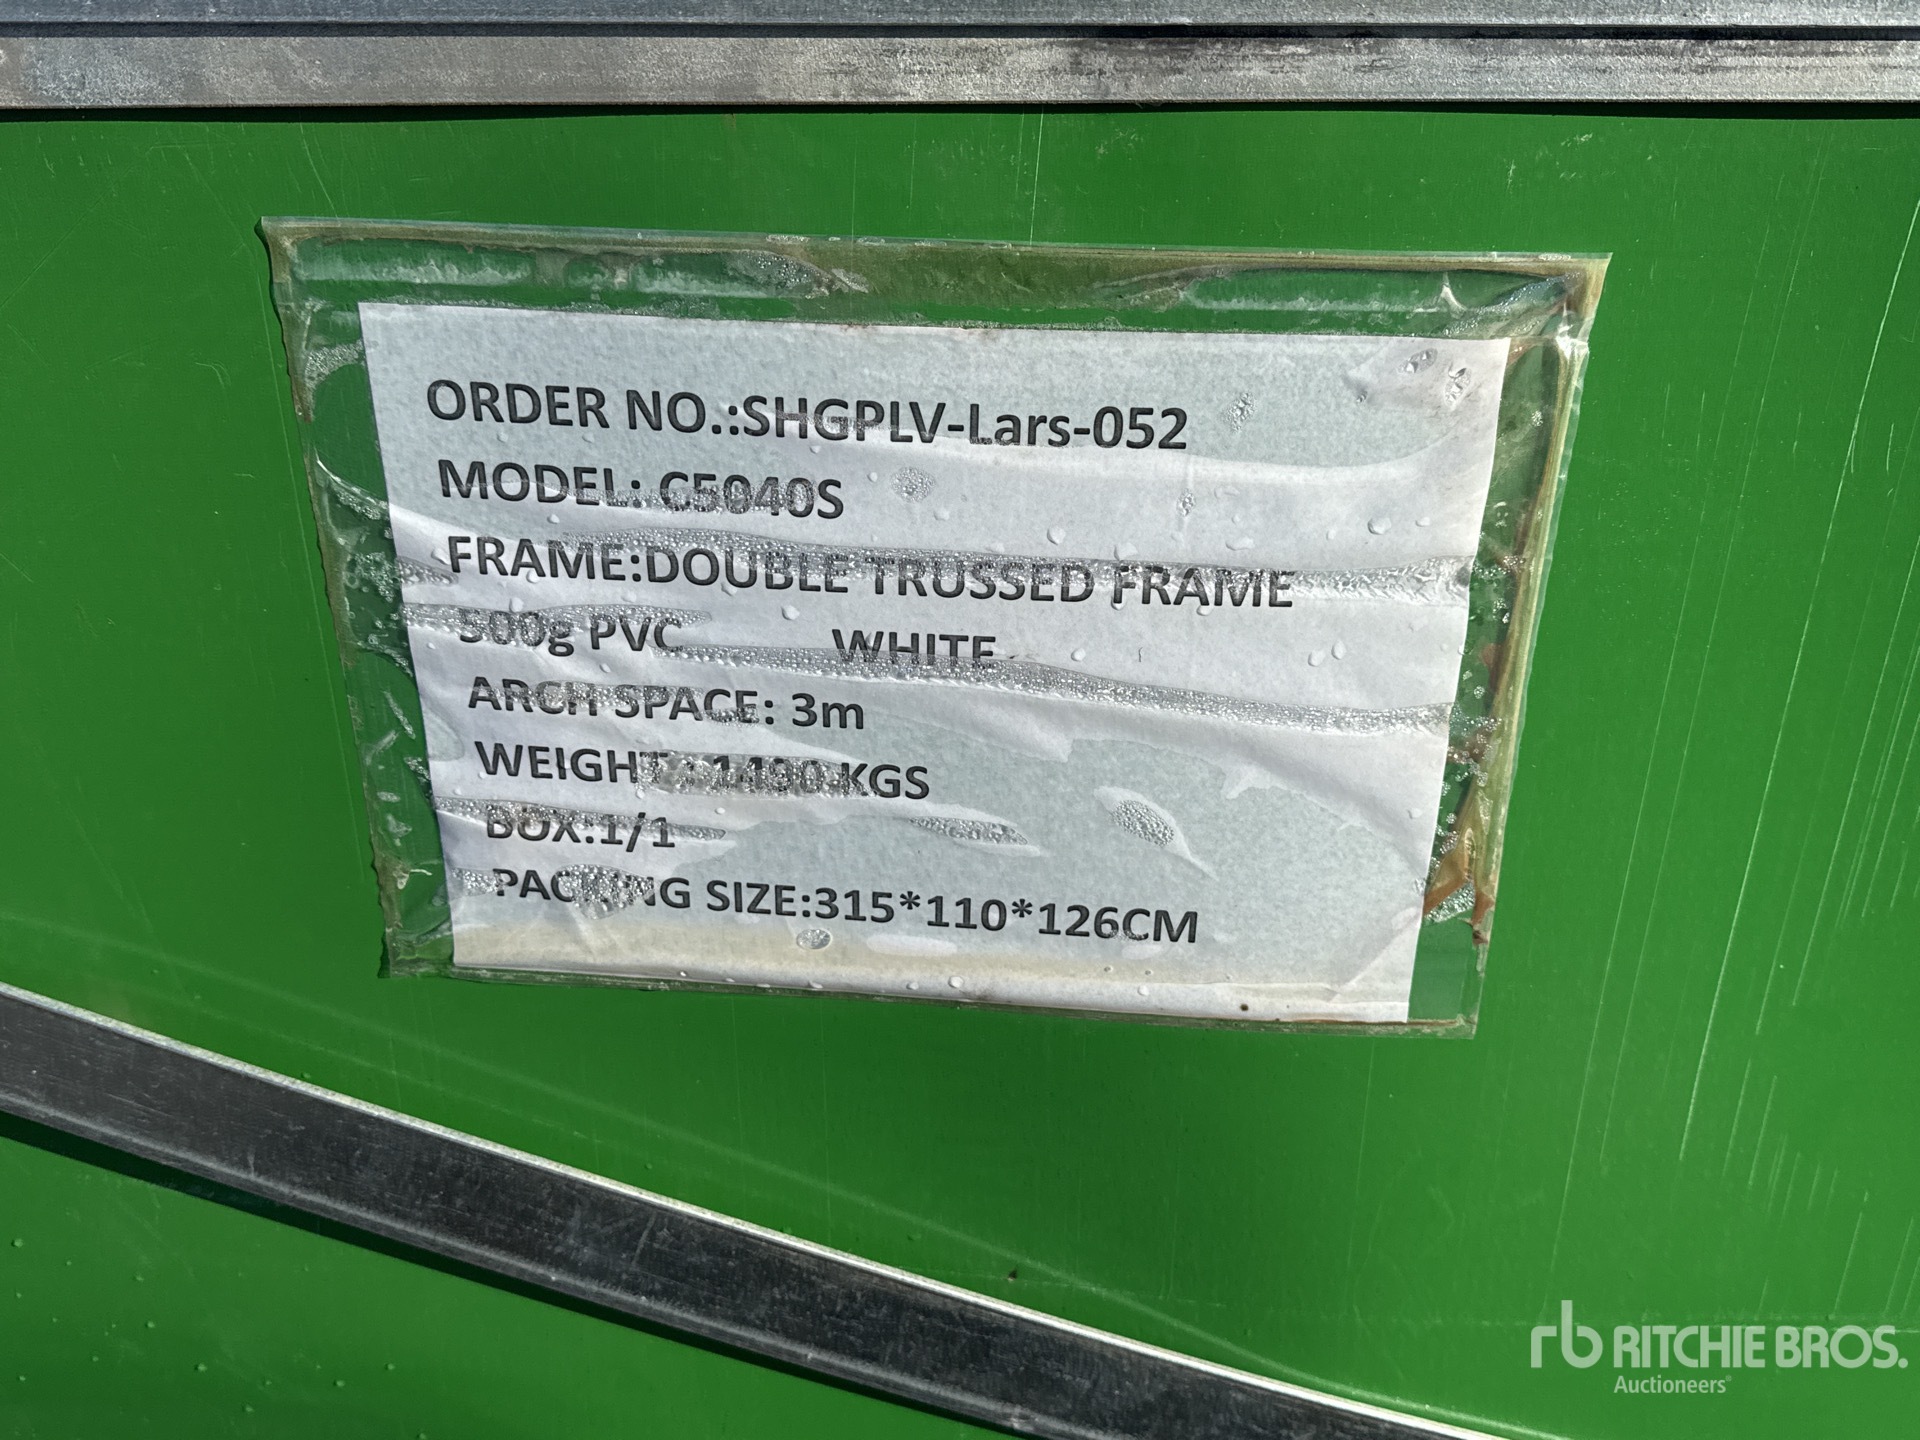 ORDER NO.:SHGPLV-Lars-052
MODEL: C5040S
FRAME:DOUBLE TRUSSED FRAME
500g PVC WHITE
ARCH SPACE: 3m
WEIGHT : 1490 KGS
BOX:1/1
PACKING SIZE:315*110*126CM
rb RITCHIE BROS.
Auctioneers®